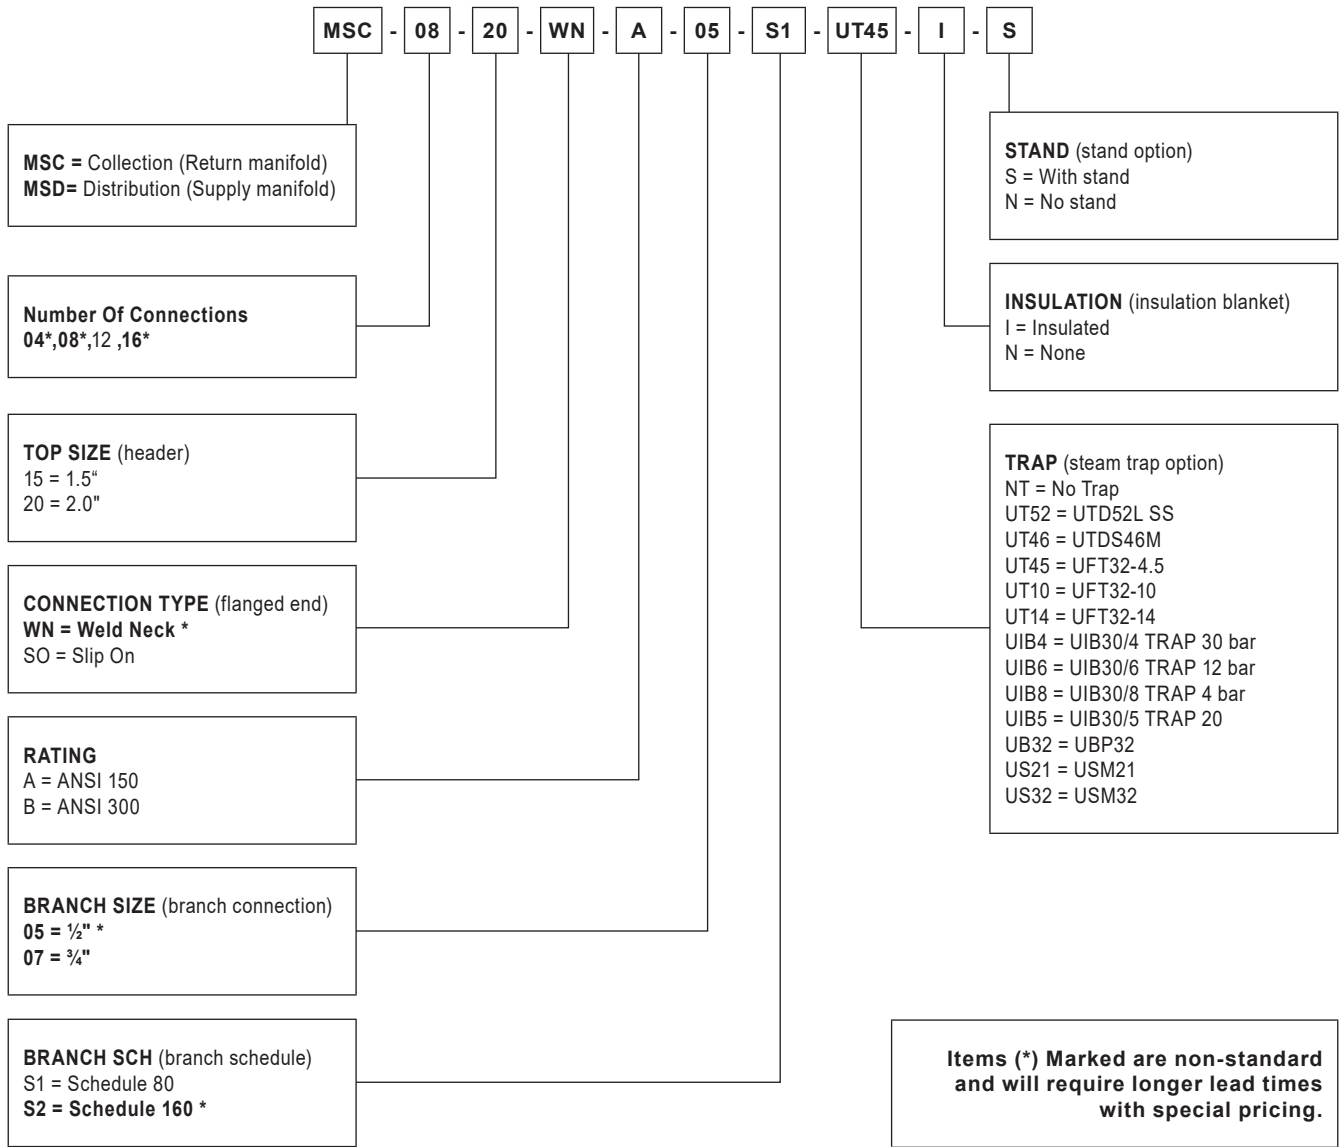 MSC - 08 - 20 - WN - A - 05 - S1 - UT45 - I - S
MSC = Collection (Return manifold)
MSD= Distribution (Supply manifold)
Number Of Connections
04*,08*,12 ,16*
TOP SIZE (header)
15 = 1.5“
20 = 2.0"
CONNECTION TYPE (flanged end)
WN = Weld Neck *
SO = Slip On
RATING
A = ANSI 150
B = ANSI 300
BRANCH SIZE (branch connection)
05 = ½" *
07 = ¾"
BRANCH SCH (branch schedule)
S1 = Schedule 80
S2 = Schedule 160 *
STAND (stand option)
S = With stand
N = No stand
INSULATION (insulation blanket)
I = Insulated
N = None
TRAP (steam trap option)
NT = No Trap
UT52 = UTD52L SS
UT46 = UTDS46M
UT45 = UFT32-4.5
UT10 = UFT32-10
UT14 = UFT32-14
UIB4 = UIB30/4 TRAP 30 bar
UIB6 = UIB30/6 TRAP 12 bar
UIB8 = UIB30/8 TRAP 4 bar
UIB5 = UIB30/5 TRAP 20
UB32 = UBP32
US21 = USM21
US32 = USM32
Items (*) Marked are non-standard
and will require longer lead times
with special pricing.